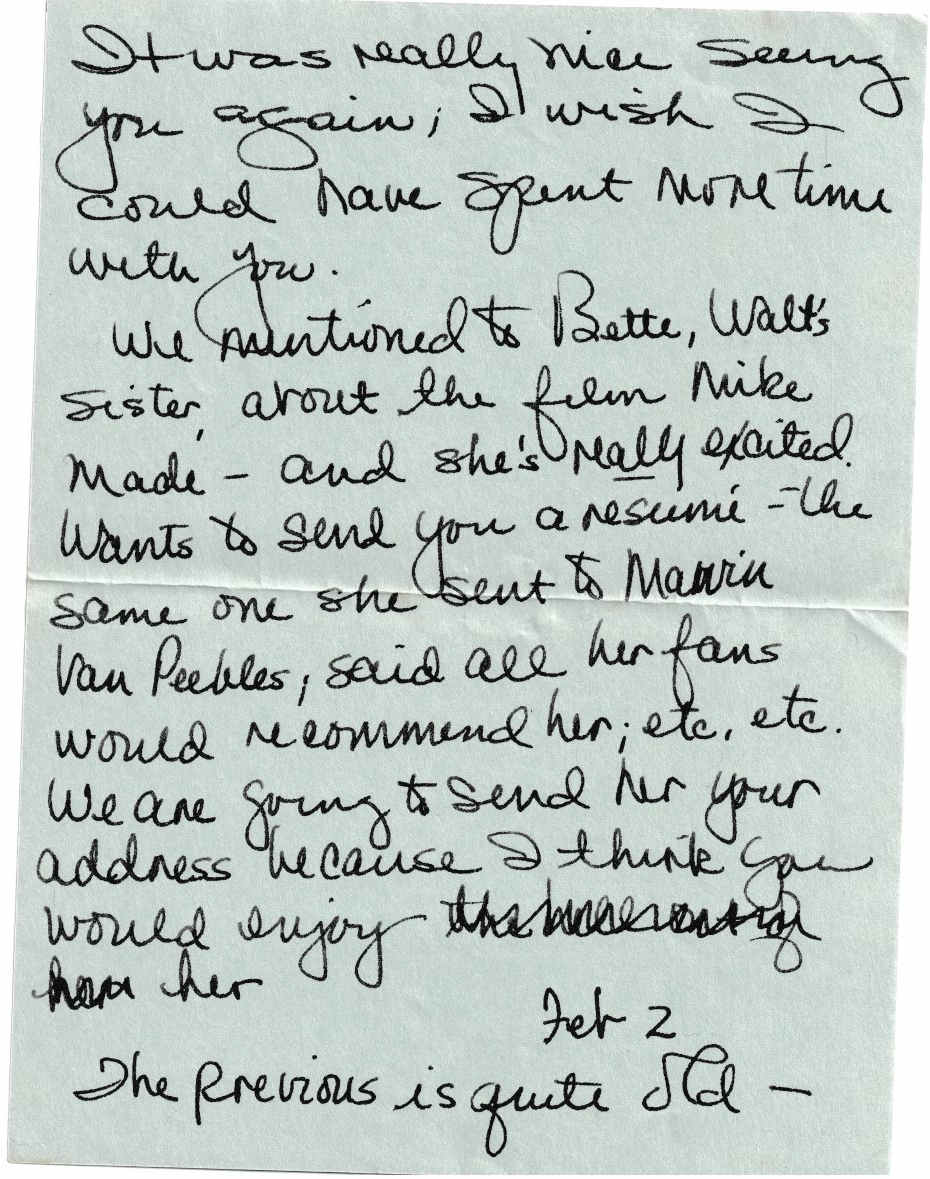 It was really nice seeing
you again; I wish I
could have spent more time
with you.
We mentioned to Bette, Walt's
sister, about the film Mike
made – and she's really excited.
Wants to send you a resumé – the
same one she sent to Marvin
Van Peebles, said all her fans
would recommend her; etc, etc.
We are going to send her your
address because I think you
would enjoy
her
Feb 2
The previous is quite old –